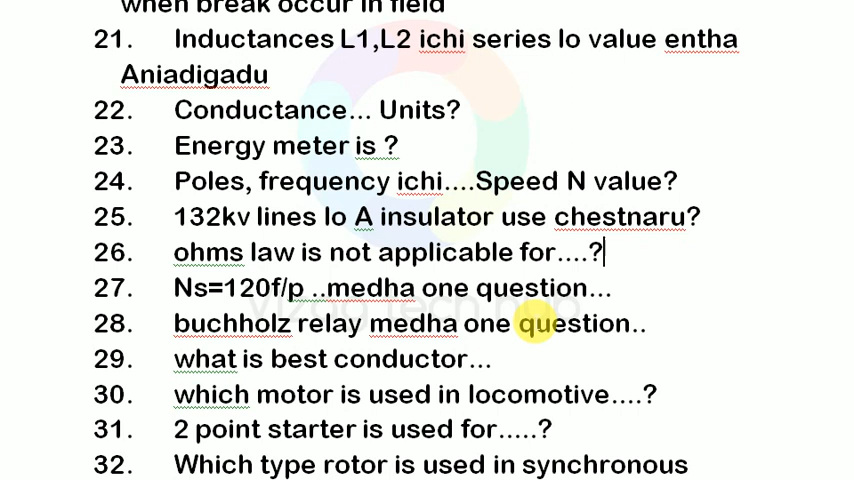 when break occur in field
21. Inductances L1,L2 ichi series lo value entha
Aniadigadu
22. Conductance... Units?
23. Energy meter is ?
24. Poles, frequency ichi....Speed N value?
25. 132kv lines lo A insulator use chestnaru?
26. ohms law is not applicable for....?
27. Ns=120f/p ..medha one question...
28. buchholz relay medha one question..
29. what is best conductor...
30. which motor is used in locomotive....?
31. 2 point starter is used for.....?
32. Which type rotor is used in synchronous